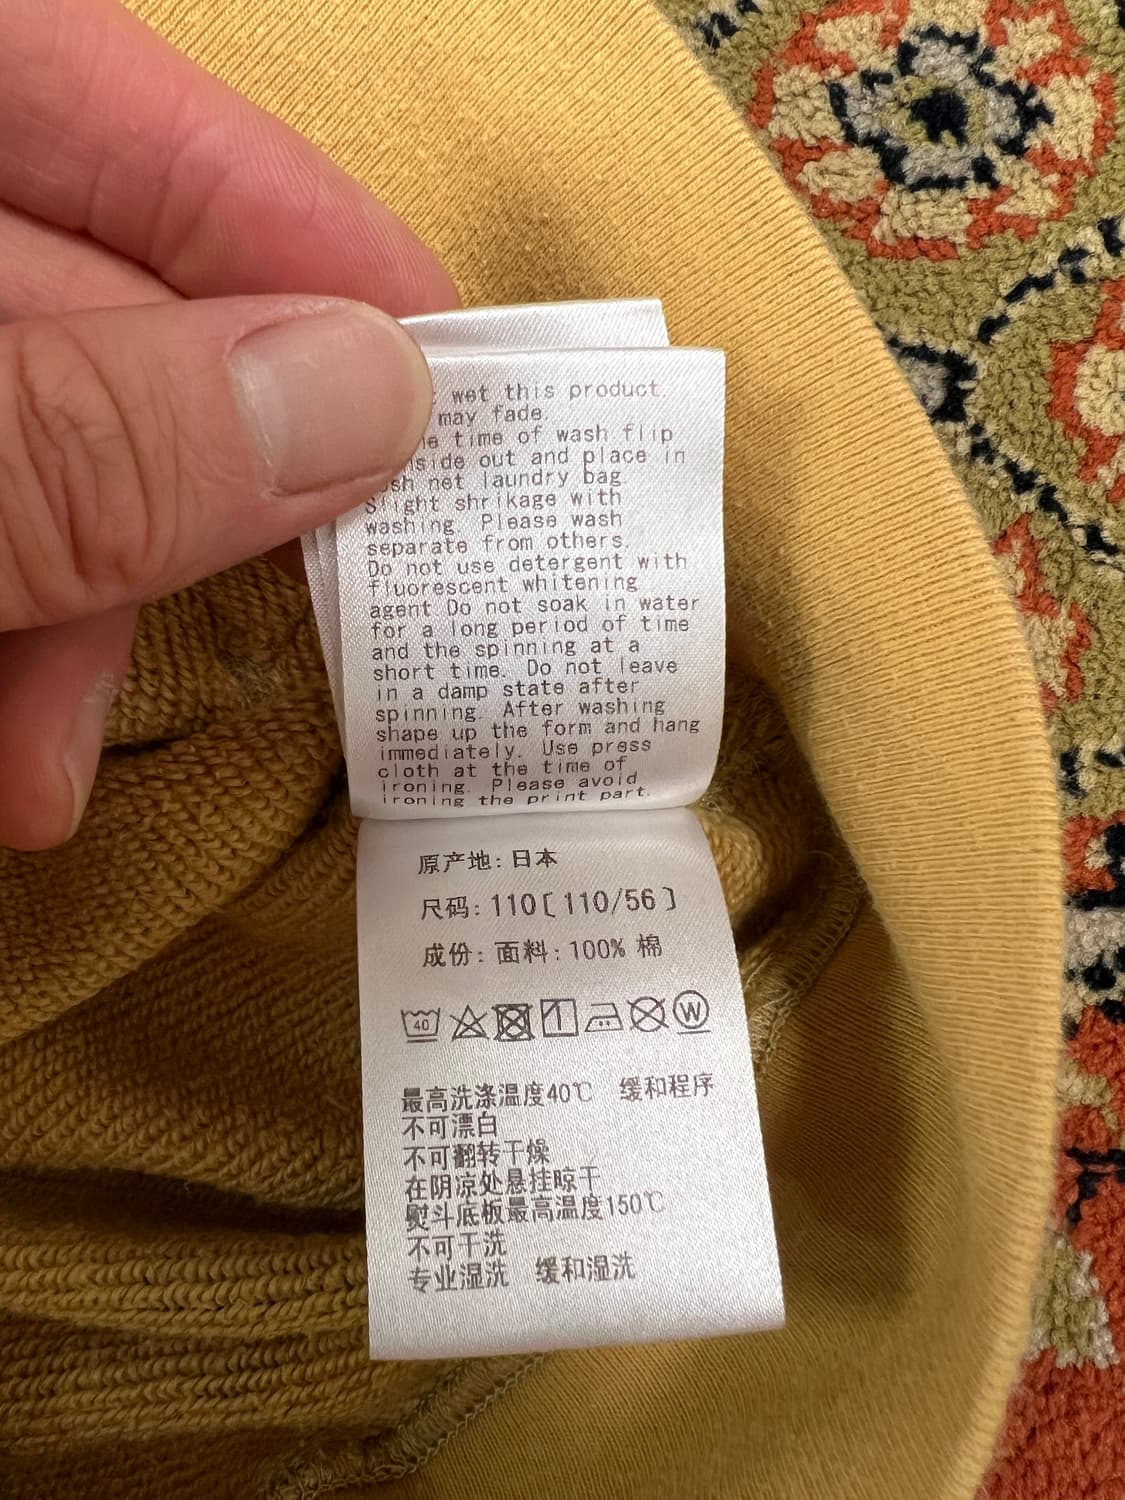 wet this product.
may fade.
time of wash flip
side out and place in
net laundry bag
Slight shrikage with
washing. Please wash
separate from others.
Do not use detergent with
fluorescent whitening
agent Do not soak in water
for a long period of time
and the spinning at a
short time. Do not leave
in a damp state after
spinning. After washing
shape up the form and hang
immediately. Use press
cloth at the time of
ironing. Please avoid
ironing the print part.
原产地: 日本
尺码: 110〔110/56〕
成份: 面料: 100% 棉
40 W
最高洗涤温度40℃ 缓和程序
不可漂白
不可翻转干燥
在阴凉处悬挂晾干
熨斗底板最高温度150℃
不可干洗
专业湿洗 缓和湿洗